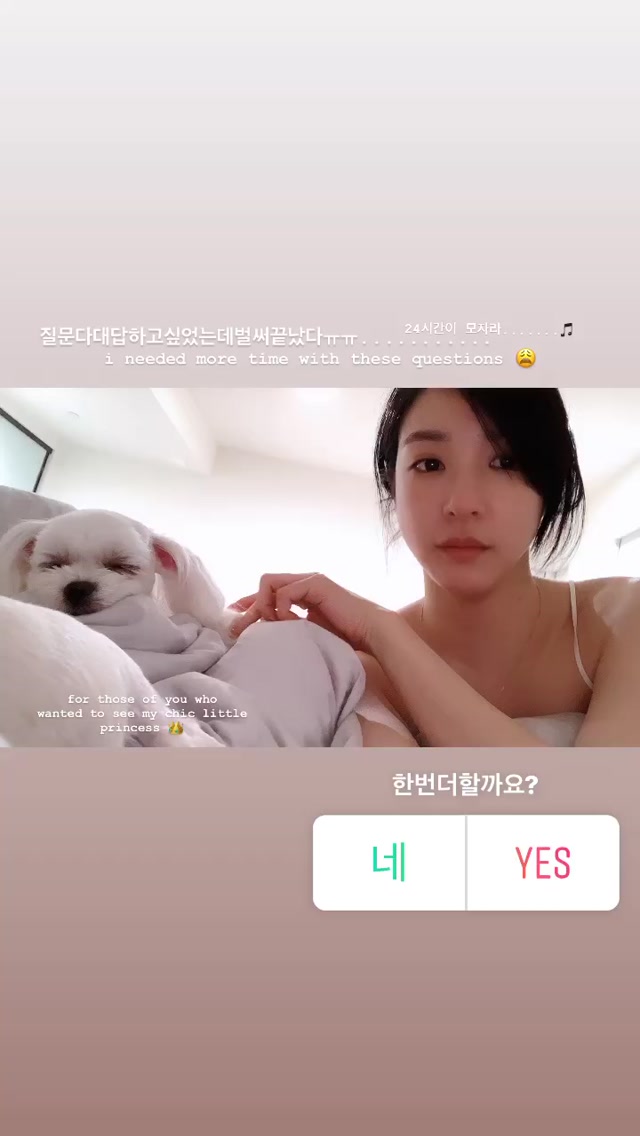 24시간이 모자라.......🎵
질문다대답하고싶었는데벌써끝났다ㅠㅠ...........
i needed more time with these questions 😩
for those of you who
wanted to see my chic little
princess 👸
한번더할까요?
네
YES